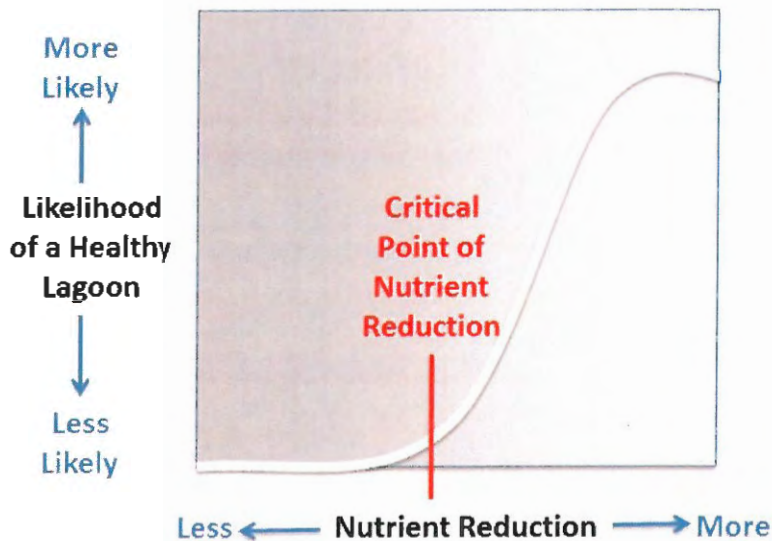 More
Likely
Likelihood
of a Healthy
Lagoon
Less
Likely
Critical
Point of
Nutrient
Reduction
Less Nutrient Reduction More